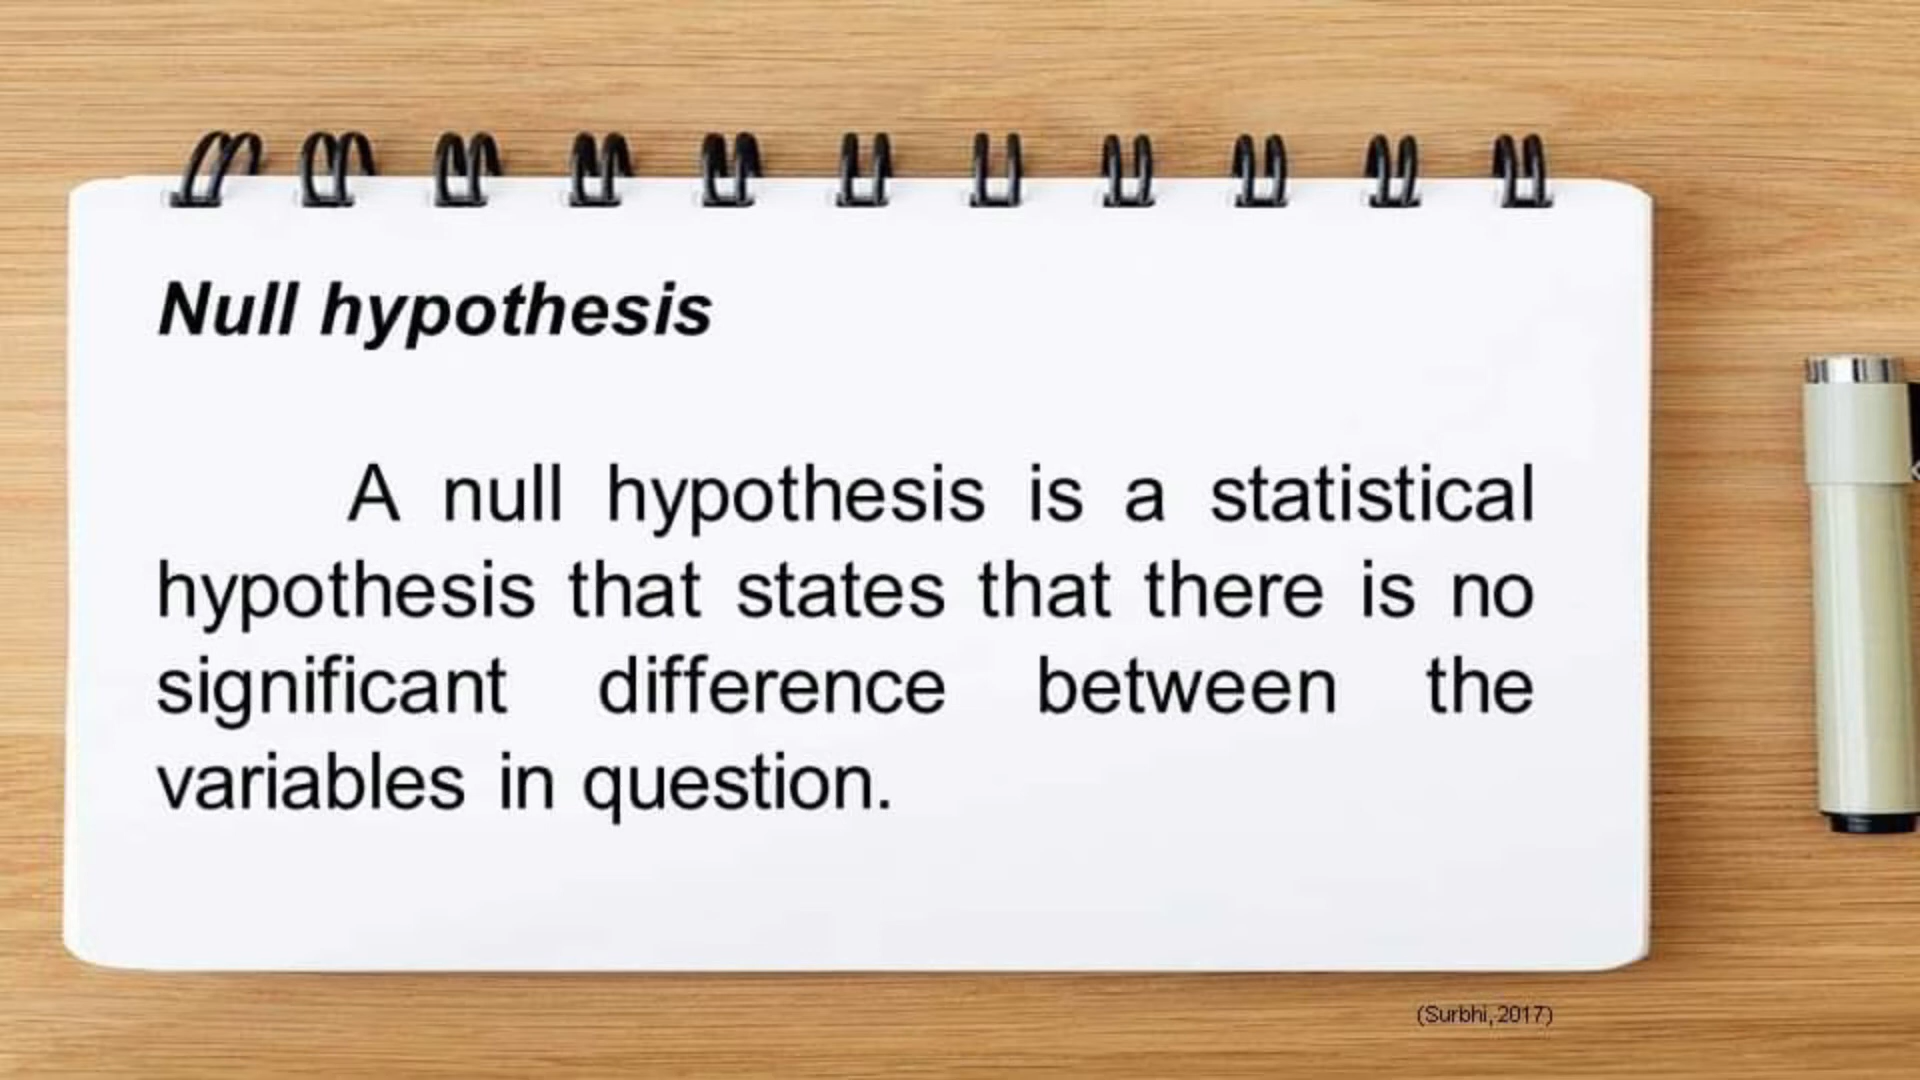 Null hypothesis
A null hypothesis is a statistical
hypothesis that states that there is no
significant difference between the
variables in question.
(Surbhi, 2017)